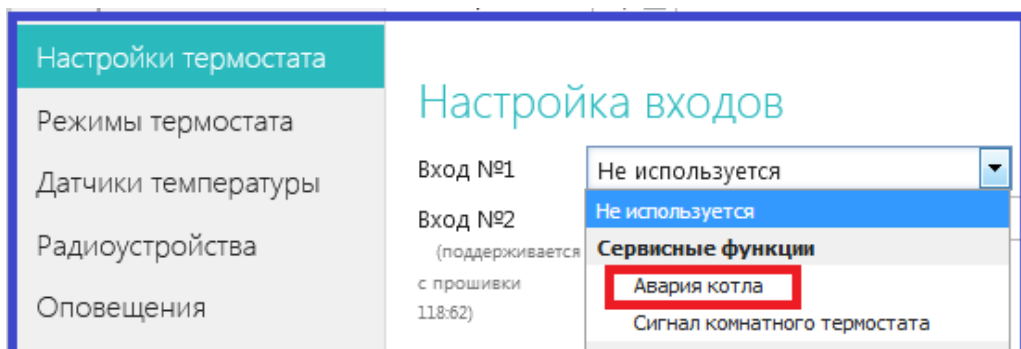 Настройки термостата
Режимы термостата
Датчики температуры
Радиоустройства
Оповещения
Настройка входов
Вход №1
Не используется
Не используется
Вход №2
(поддерживается
с прошивки
118:62)
Сервисные функции
Авария котла
Сигнал комнатного термостата